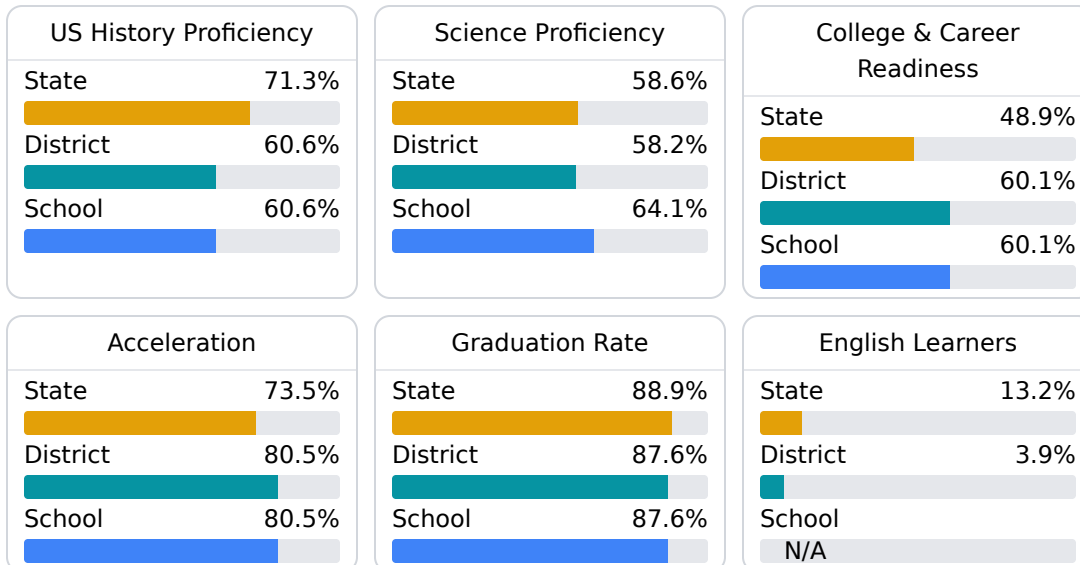 US History Proficiency
State 71.3%
District 60.6%
School 60.6%
Science Proficiency
State 58.6%
District 58.2%
School 64.1%
College & Career
Readiness
State 48.9%
District 60.1%
School 60.1%
Acceleration
State 73.5%
District 80.5%
School 80.5%
Graduation Rate
State 88.9%
District 87.6%
School 87.6%
English Learners
State 13.2%
District 3.9%
School
N/A